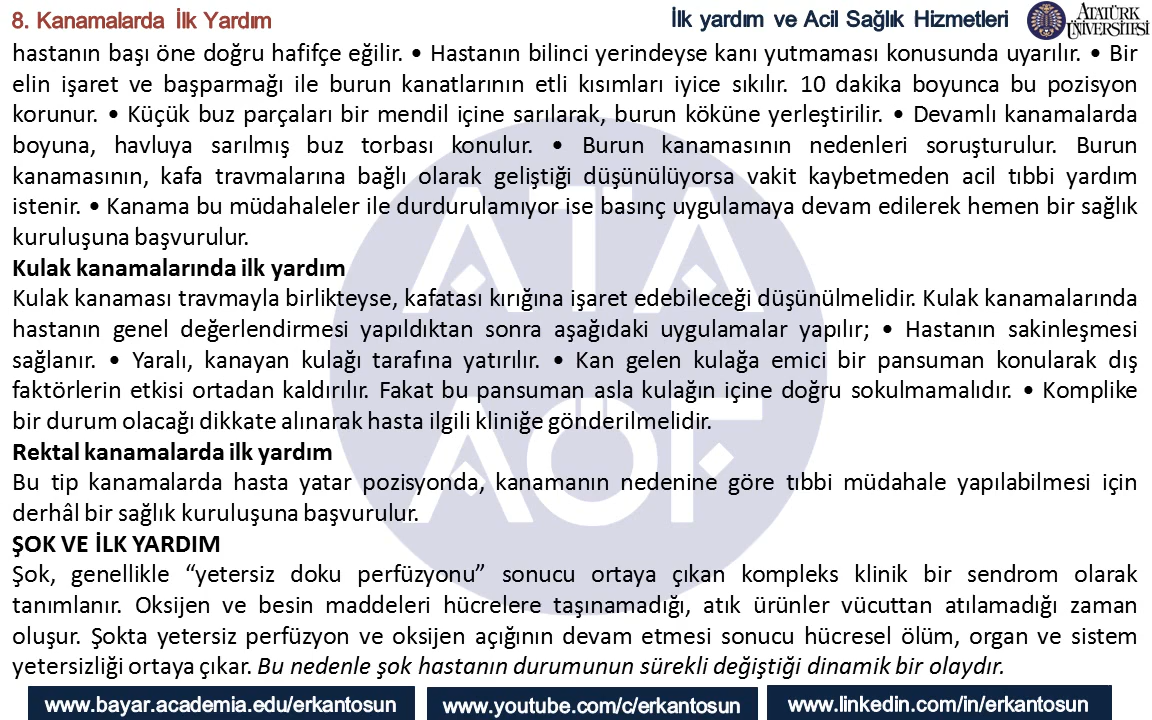 8. Kanamalarda İlk Yardım
İlk yardım ve Acil Sağlık Hizmetleri
ATATÜRK
ÜNİVERSİTESİ
hastanın başı öne doğru hafifçe eğilir. • Hastanın bilinci yerindeyse kanı yutmaması konusunda uyarılır. • Bir
elin işaret ve başparmağı ile burun kanatlarının etli kısımları iyice sıkılır. 10 dakika boyunca bu pozisyon
korunur. • Küçük buz parçaları bir mendil içine sarılarak, burun köküne yerleştirilir. • Devamlı kanamalarda
boyuna, havluya sarılmış buz torbası konulur. • Burun kanamasının nedenleri soruşturulur. Burun
kanamasının, kafa travmalarına bağlı olarak geliştiği düşünülüyorsa vakit kaybetmeden acil tıbbi yardım
istenir. • Kanama bu müdahaleler ile durdurulamıyor ise basınç uygulamaya devam edilerek hemen bir sağlık
kuruluşuna başvurulur.
Kulak kanamalarında ilk yardım
Kulak kanaması travmayla birlikteyse, kafatası kırığına işaret edebileceği düşünülmelidir. Kulak kanamalarında
hastanın genel değerlendirmesi yapıldıktan sonra aşağıdaki uygulamalar yapılır; • Hastanın sakinleşmesi
sağlanır. • Yaralı, kanayan kulağı tarafına yatırılır. • Kan gelen kulağa emici bir pansuman konularak dış
faktörlerin etkisi ortadan kaldırılır. Fakat bu pansuman asla kulağın içine doğru sokulmamalıdır. • Komplike
bir durum olacağı dikkate alınarak hasta ilgili kliniğe gönderilmelidir.
Rektal kanamalarda ilk yardım
Bu tip kanamalarda hasta yatar pozisyonda, kanamanın nedenine göre tıbbi müdahale yapılabilmesi için
derhâl bir sağlık kuruluşuna başvurulur.
ŞOK VE İLK YARDIM
Şok, genellikle “yetersiz doku perfüzyonu” sonucu ortaya çıkan kompleks klinik bir sendrom olarak
tanımlanır. Oksijen ve besin maddeleri hücrelere taşınamadığı, atık ürünler vücuttan atılamadığı zaman
oluşur. Şokta yetersiz perfüzyon ve oksijen açığının devam etmesi sonucu hücresel ölüm, organ ve sistem
yetersizliği ortaya çıkar. Bu nedenle şok hastanın durumunun sürekli değiştiği dinamik bir olaydır.
ATA
AÖF
www.bayar.academia.edu/erkantosun
www.youtube.com/c/erkantosun
www.linkedin.com/in/erkantosun